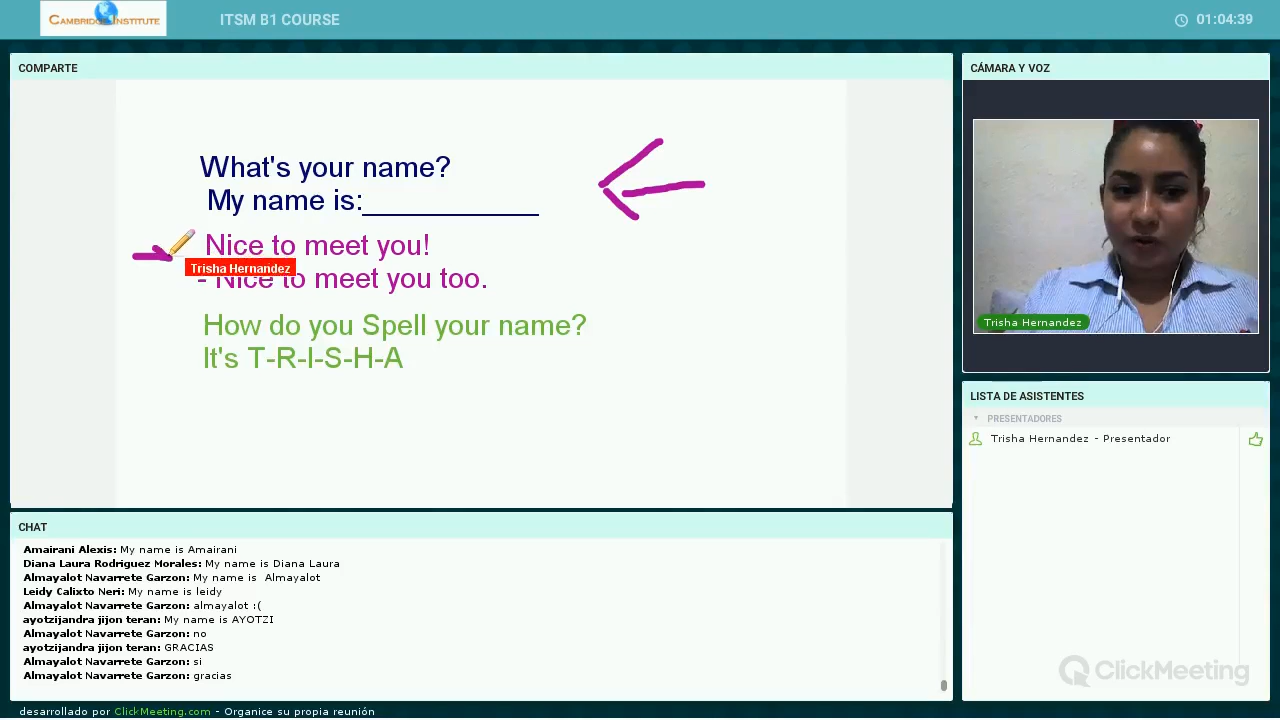 CAMBRIDGE INSTITUTE
ITSM B1 COURSE
01:04:39
COMPARTE
What's your name?
My name is:____________
Nice to meet you!
Trisha Hernandez
- Nice to meet you too.
How do you Spell your name?
It's T-R-I-S-H-A
CÁMARA Y VOZ
Trisha Hernandez
LISTA DE ASISTENTES
PRESENTADORES
Trisha Hernandez - Presentador
CHAT
Amairani Alexis: My name is Amairani
Diana Laura Rodriguez Morales: My name is Diana Laura
Almayalot Navarrete Garzon: My name is  Almayalot
Leidy Calixto Neri: My name is leidy
Almayalot Navarrete Garzon: almayalot :(
ayotzijandra jijon teran: My name is AYOTZI
Almayalot Navarrete Garzon: no
ayotzijandra jijon teran: GRACIAS
Almayalot Navarrete Garzon: si
Almayalot Navarrete Garzon: gracias
ClickMeeting
desarrollado por ClickMeeting.com - Organice su propia reunión